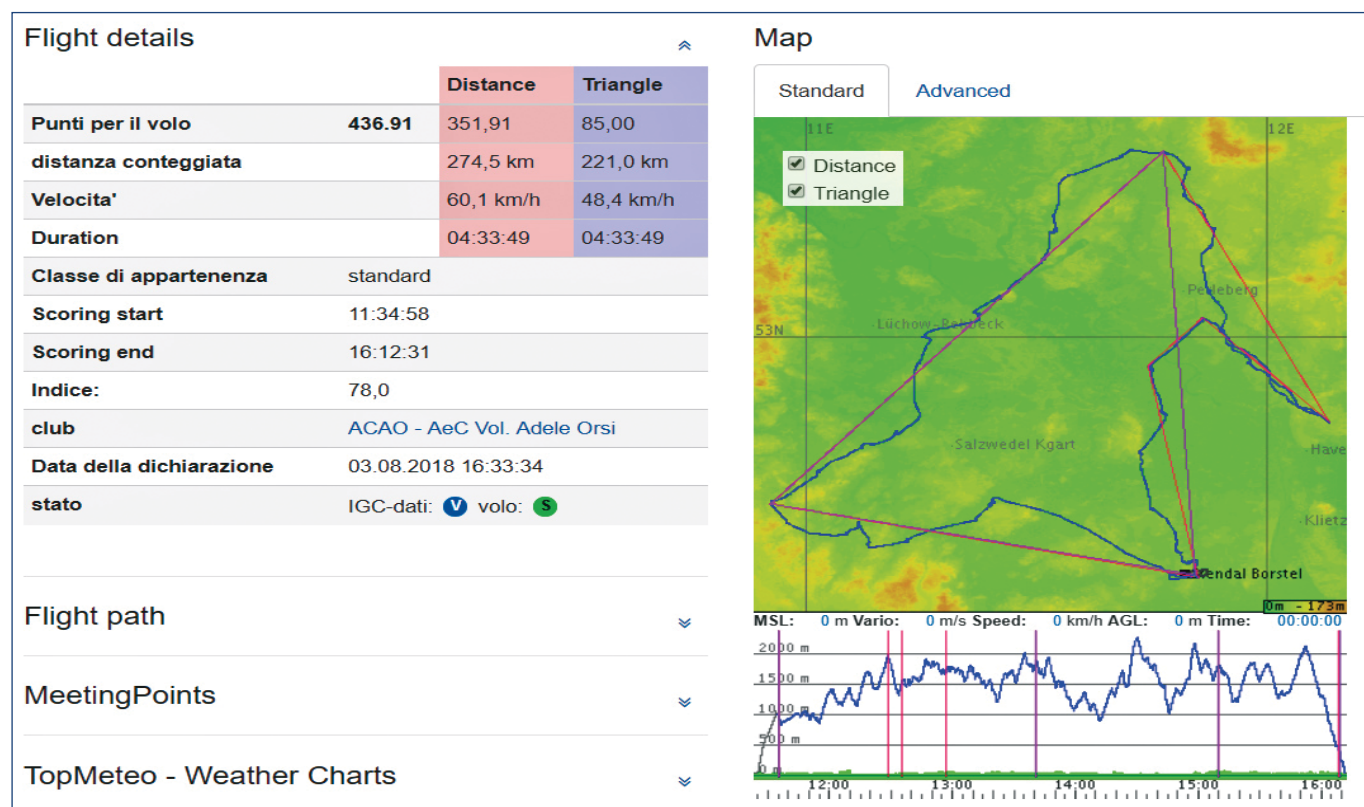 Flight details
Distance Triangle
Punti per il volo 436.91 351,91 85,00
distanza conteggiata 274,5 km 221,0 km
Velocita' 60,1 km/h 48,4 km/h
Duration 04:33:49 04:33:49
Classe di appartenenza standard
Scoring start 11:34:58
Scoring end 16:12:31
Indice: 78,0
club ACAO - AeC Vol. Adele Orsi
Data della dichiarazione 03.08.2018 16:33:34
stato IGC-dati: V volo: S
Flight path
MeetingPoints
TopMeteo - Weather Charts
Map
Standard Advanced
11E 12E
Distance
Triangle
Perleberg
53N
Lüchow-Rehbeck
Salzwedel Kgart
Have
Klietz
endal Borstel
0m - 173m
MSL: 0 m Vario: 0 m/s Speed: 0 km/h AGL: 0 m Time: 00:00:00
2000 m
1500 m
1000 m
500 m
0 m
12:00 13:00 14:00 15:00 16:00